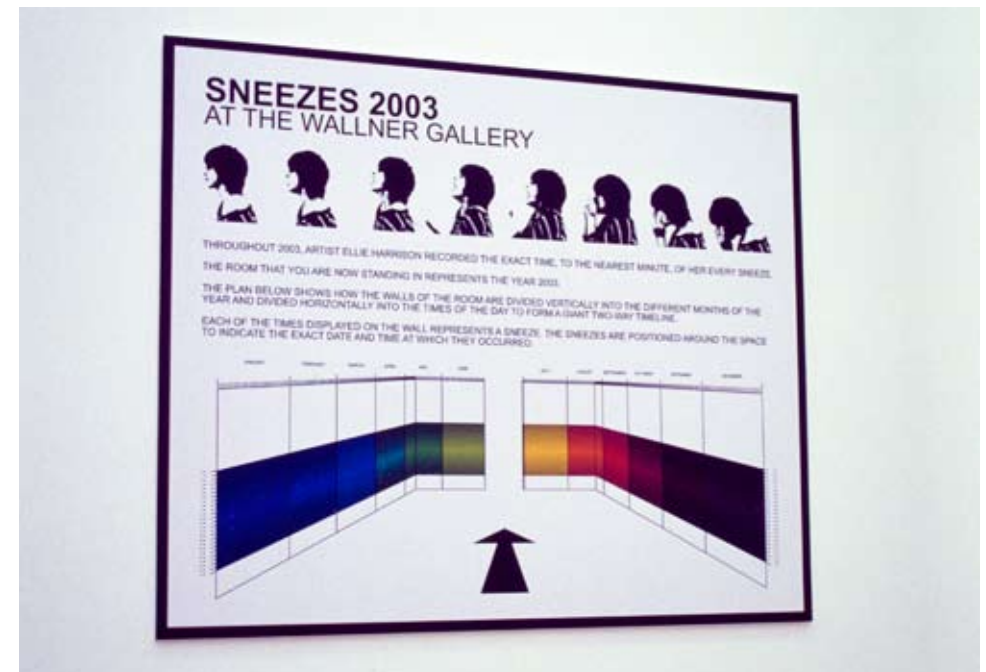 SNEEZES 2003
AT THE WALLNER GALLERY
THROUGHOUT 2003, ARTIST ELLIE HARRISON RECORDED THE EXACT TIME, TO THE NEAREST MINUTE, OF HER EVERY SNEEZE.
THE ROOM THAT YOU ARE NOW STANDING IN REPRESENTS THE YEAR 2003.
THE PLAN BELOW SHOWS HOW THE WALLS OF THE ROOM ARE DIVIDED VERTICALLY INTO THE DIFFERENT MONTHS OF THE
YEAR AND DIVIDED HORIZONTALLY INTO THE TIMES OF THE DAY TO FORM A GIANT TWO-WAY TIMELINE.
EACH OF THE TIMES DISPLAYED ON THE WALL REPRESENTS A SNEEZE. THE SNEEZES ARE POSITIONED AROUND THE SPACE
TO INDICATE THE EXACT DATE AND TIME AT WHICH THEY OCCURRED.